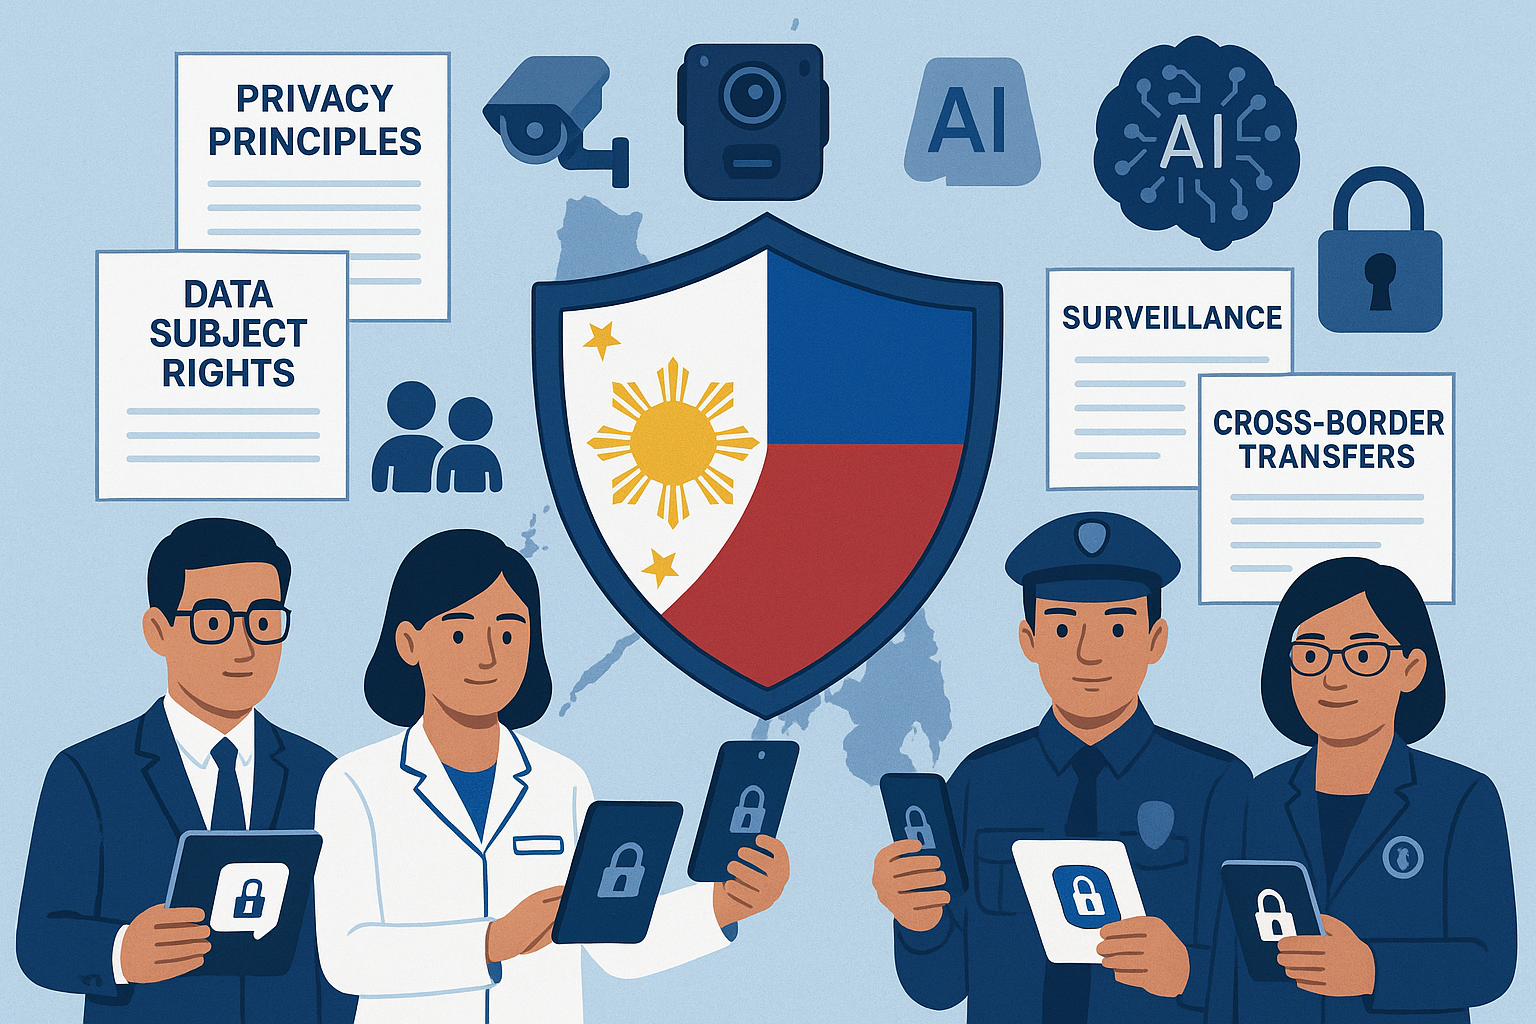 PRIVACY
PRINCIPLES
DATA
SUBJECT
RIGHTS
AI
AI
SURVEILLANCE
CROSS-BORDER
TRANSFERS